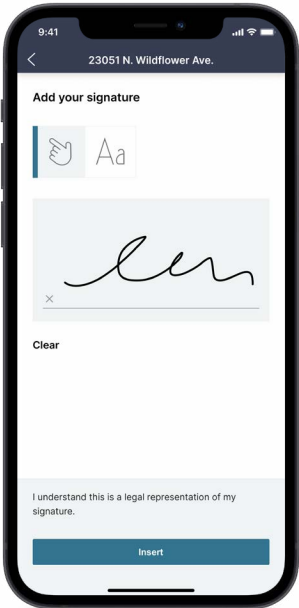 9:41
23051 N. Wildflower Ave.
Add your signature
Aa
×
Clear
I understand this is a legal representation of my
signature.
Insert